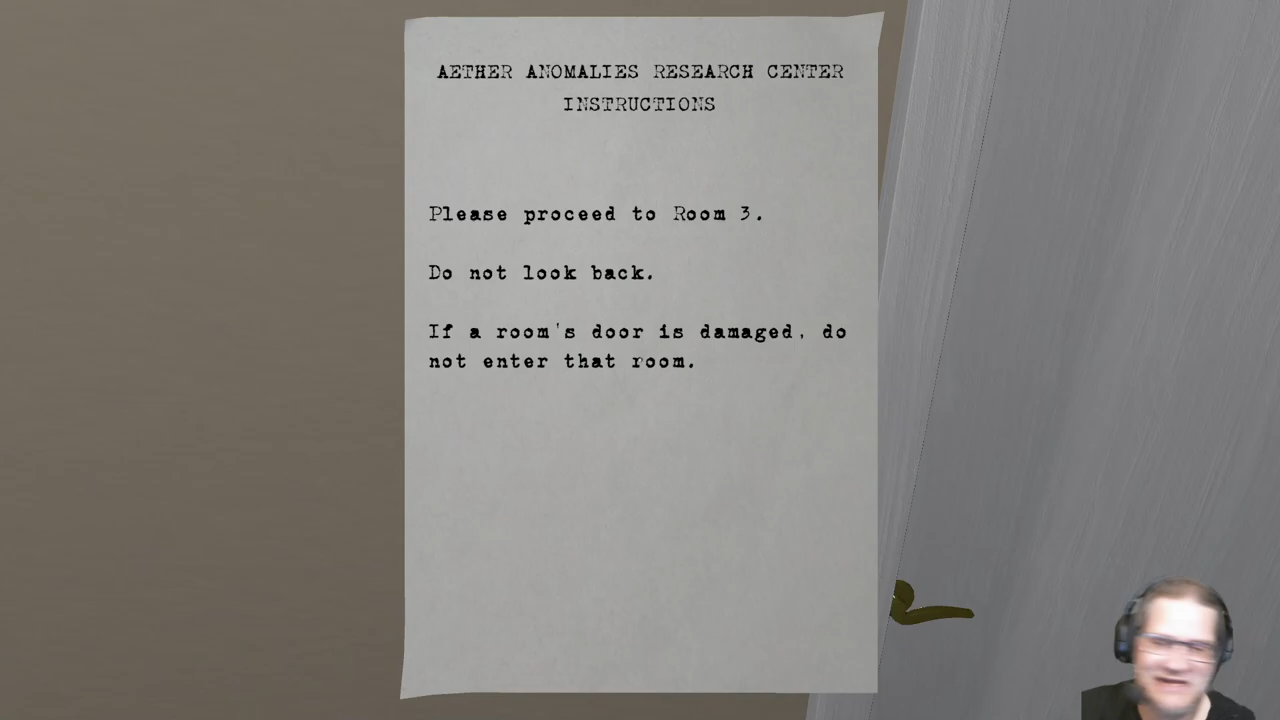 AETHER ANOMALIES RESEARCH CENTER
INSTRUCTIONS
Please proceed to Room 3.
Do not look back.
If a room's door is damaged, do
not enter that room.